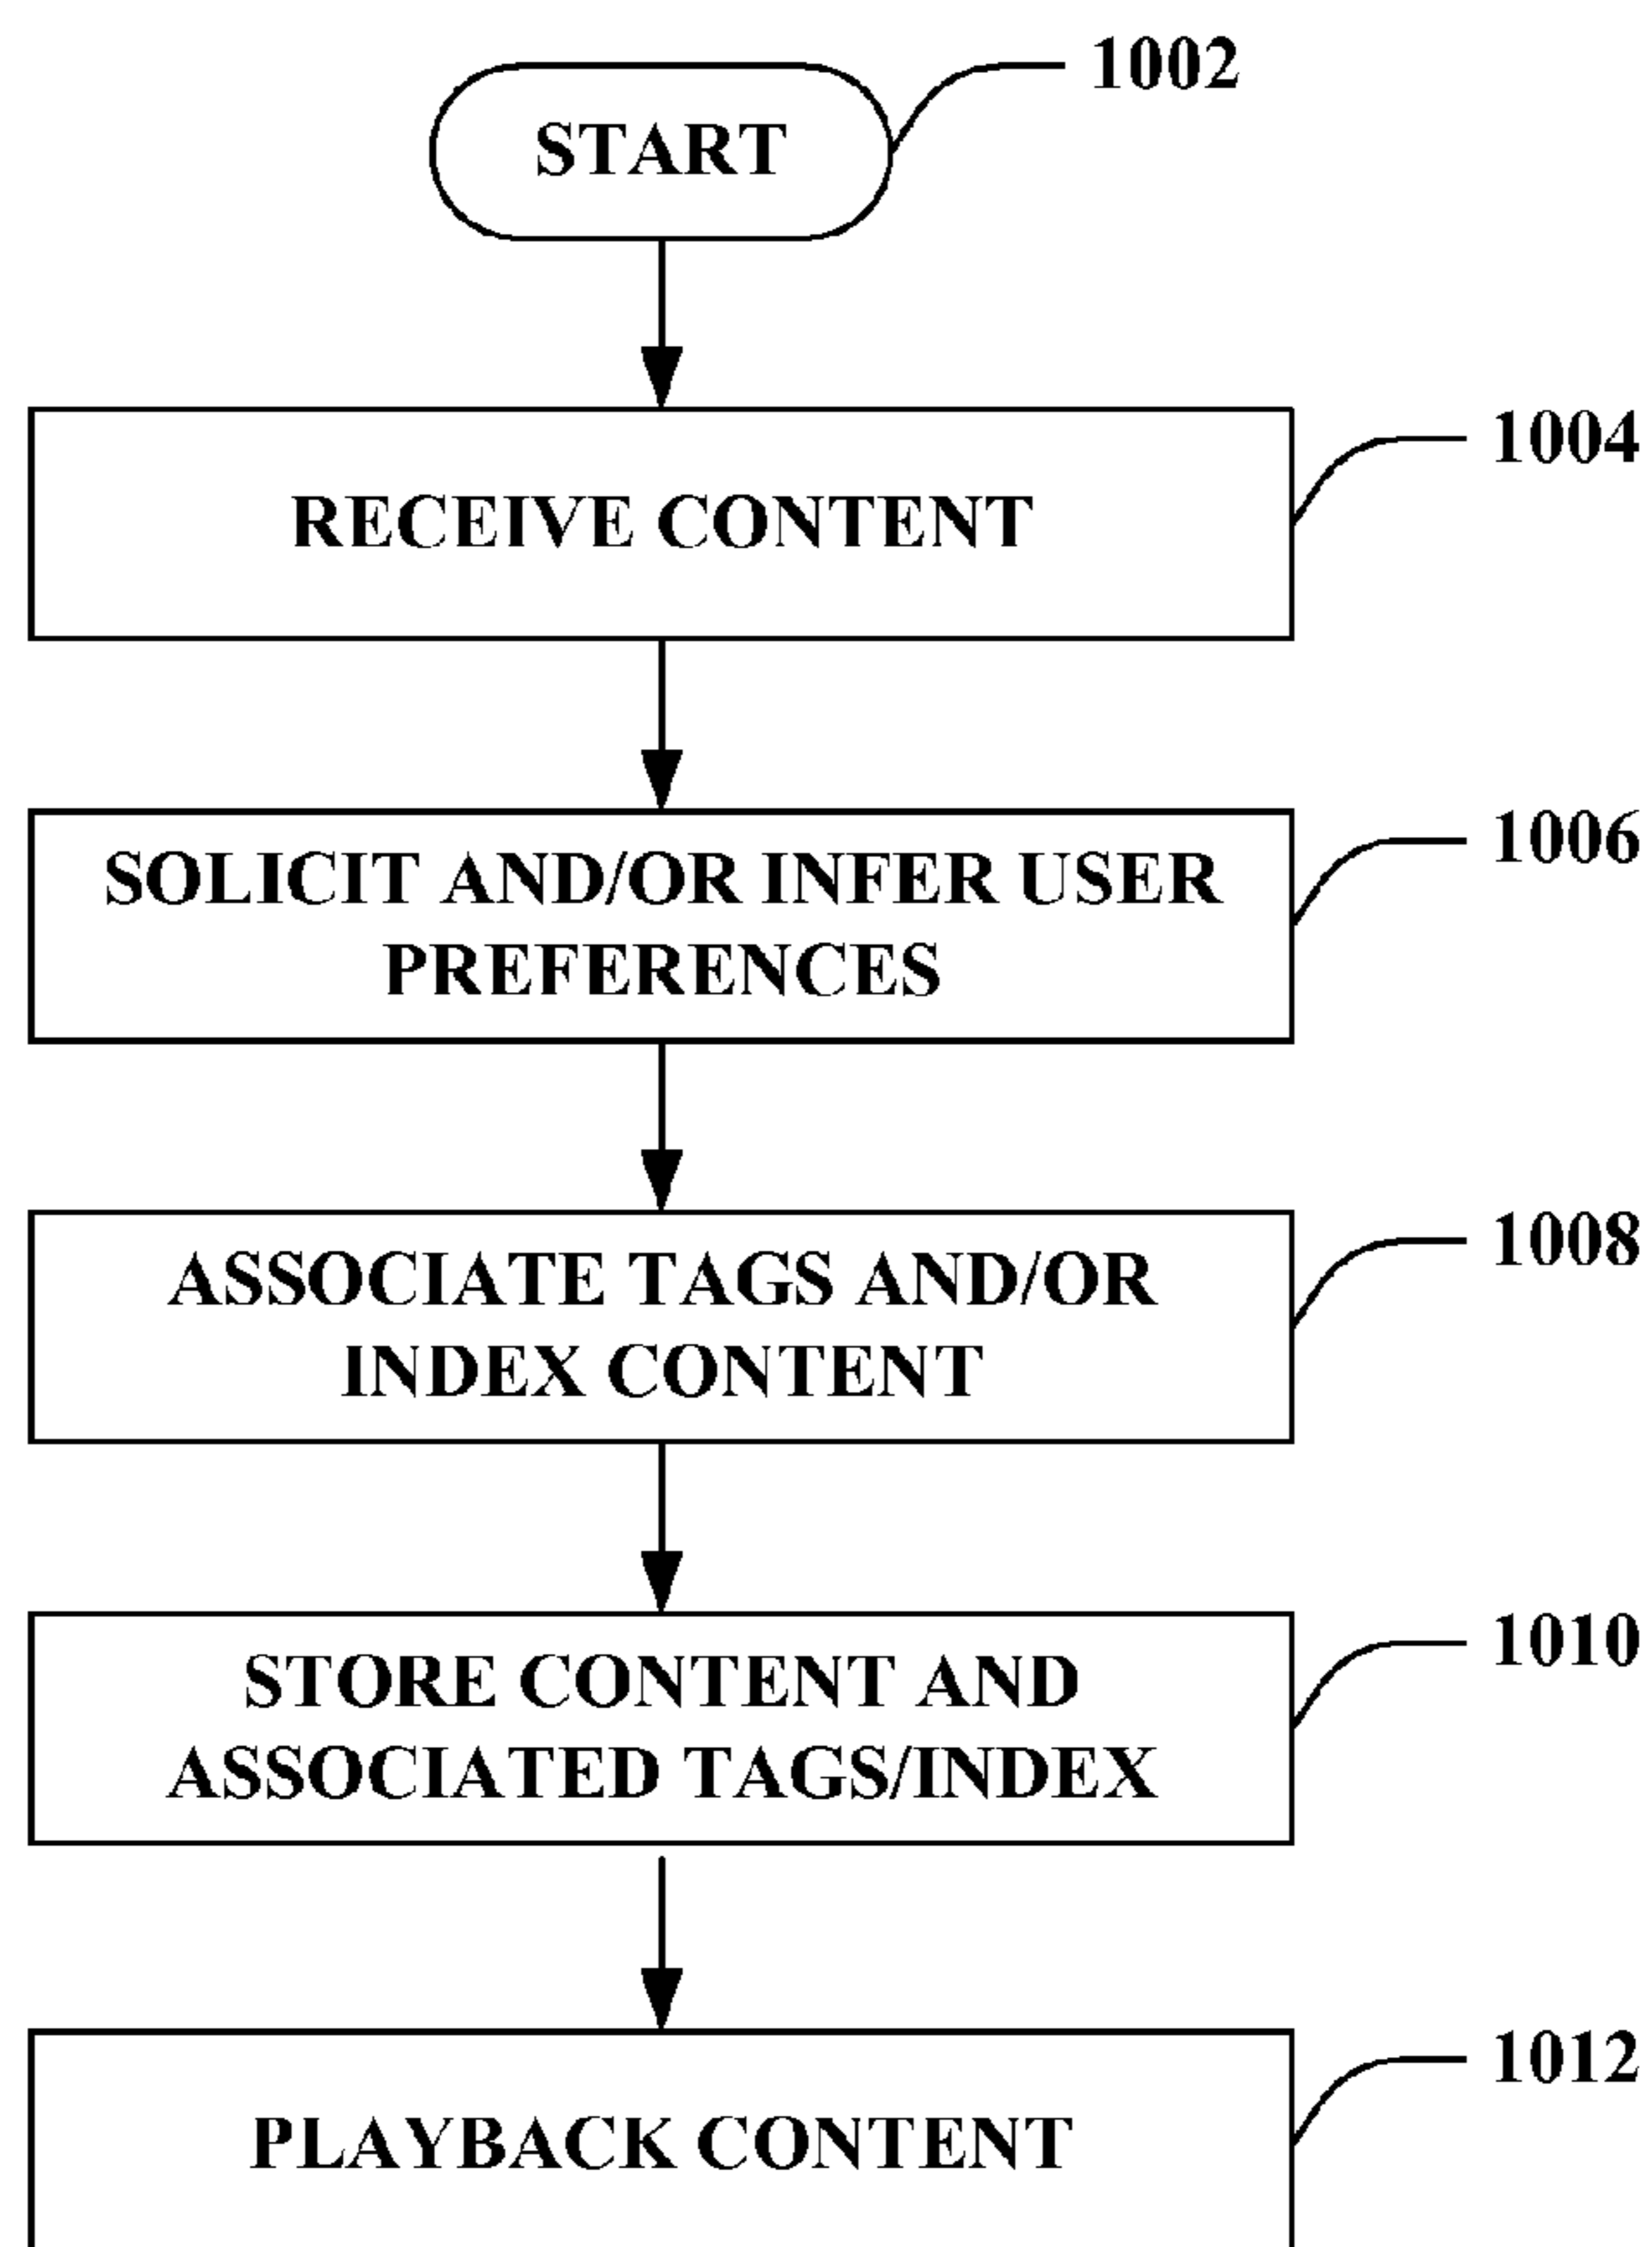 START
1002
RECEIVE CONTENT
1004
SOLICIT AND/OR INFER USER
PREFERENCES
1006
ASSOCIATE TAGS AND/OR
INDEX CONTENT
1008
STORE CONTENT AND
ASSOCIATED TAGS/INDEX
1010
PLAYBACK CONTENT
1012